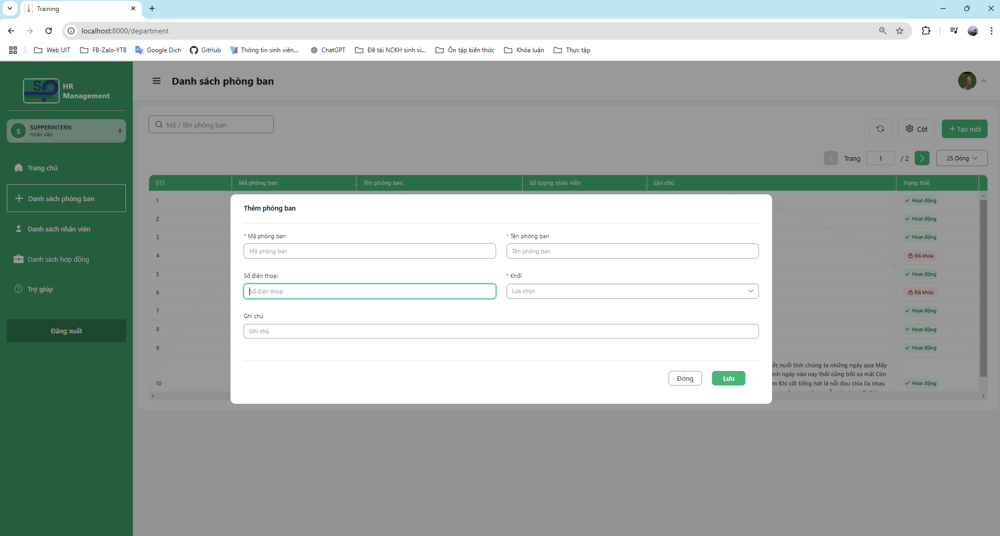 Training
localhost:8000/department
Web UIT
FB-Zalo-YTB
Google Dịch
GitHub
Thông tin sinh viên...
ChatGPT
Đề tài NCKH sinh vi...
Ôn tập kiến thức
Khóa luận
Thực tập
HR
Management
Danh sách phòng ban
S
SUPPERINTERN
Nhân viên
Mã / Tên phòng ban
Cột
+ Tạo mới
Trang chủ
Trang
1
/ 2
25 Dòng
STT
Mã phòng ban
Tên phòng ban
Số lượng nhân viên
Ghi chú
Trạng thái
Danh sách phòng ban
Danh sách nhân viên
Danh sách hợp đồng
Trợ giúp
Đăng xuất
1
Hoạt động
2
Hoạt động
3
Hoạt động
4
Đã khóa
5
Hoạt động
6
Đã khóa
7
Hoạt động
8
Hoạt động
9
Hoạt động
10
Hoạt động
Thêm phòng ban
* Mã phòng ban
Mã phòng ban
* Tên phòng ban
Tên phòng ban
Số điện thoại
Số điện thoại
* Khối
Lựa chọn
Ghi chú
Ghi chú
Đóng
Lưu
ếc nuối tình chúng ta những ngày qua Mây
ình ngày nào nay thôi cũng trôi xa mãi Còn
m Khi cất tiếng hát là nỗi đau chia lìa nhau